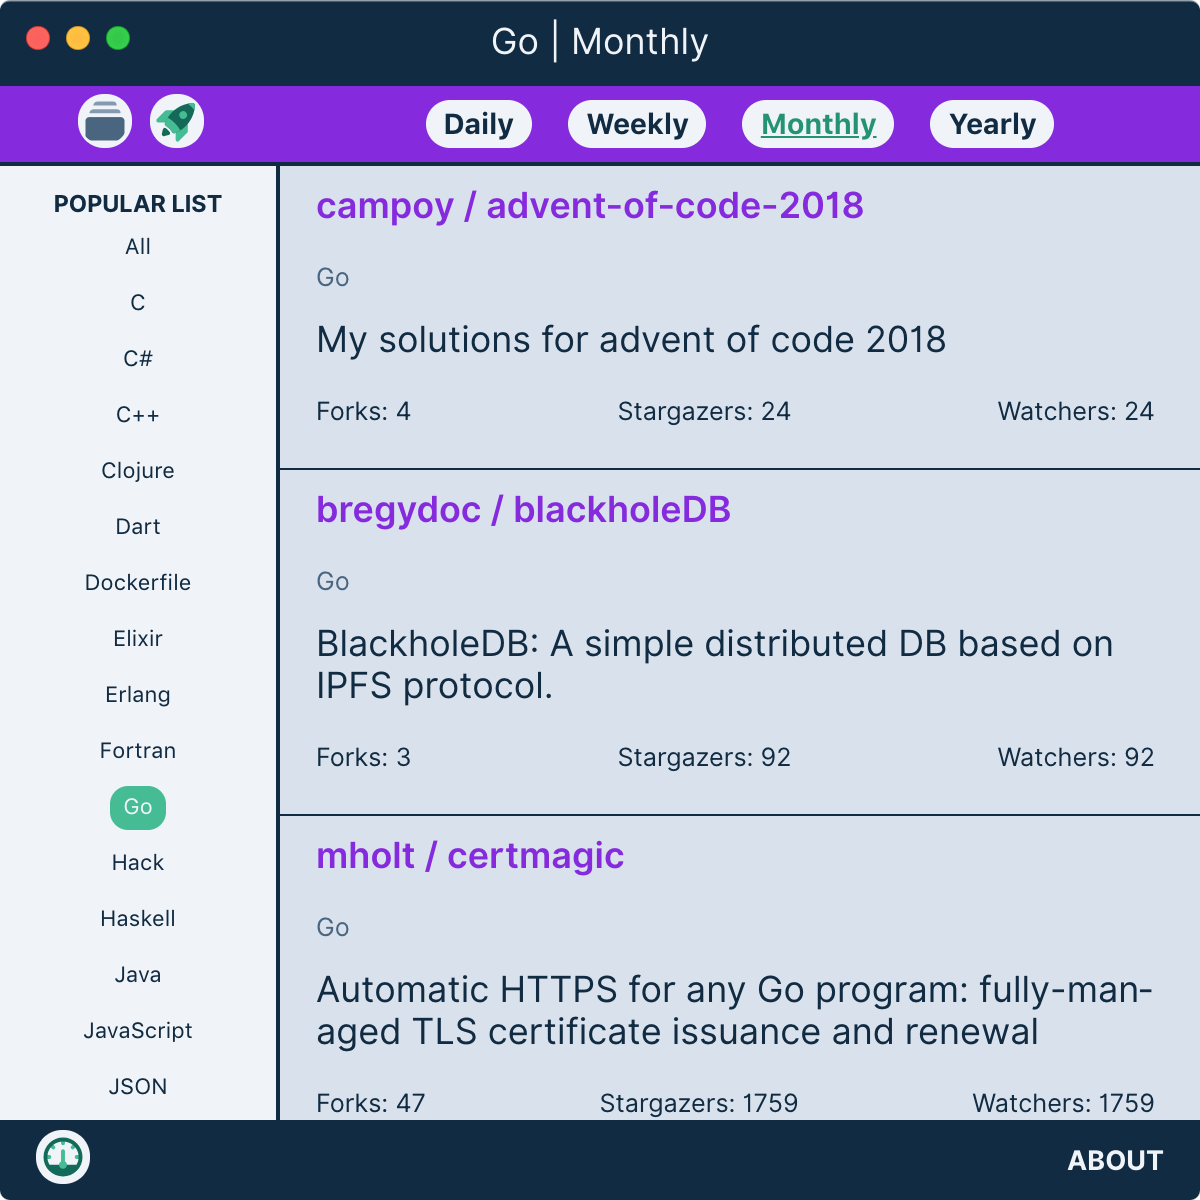 Go | Monthly
Daily Weekly Monthly Yearly
POPULAR LIST
All
C
C#
C++
Clojure
Dart
Dockerfile
Elixir
Erlang
Fortran
Go
Hack
Haskell
Java
JavaScript
JSON
campoy / advent-of-code-2018
Go
My solutions for advent of code 2018
Forks: 4 Stargazers: 24 Watchers: 24
bregydoc / blackholeDB
Go
BlackholeDB: A simple distributed DB based on
IPFS protocol.
Forks: 3 Stargazers: 92 Watchers: 92
mholt / certmagic
Go
Automatic HTTPS for any Go program: fully-man-
aged TLS certificate issuance and renewal
Forks: 47 Stargazers: 1759 Watchers: 1759
ABOUT